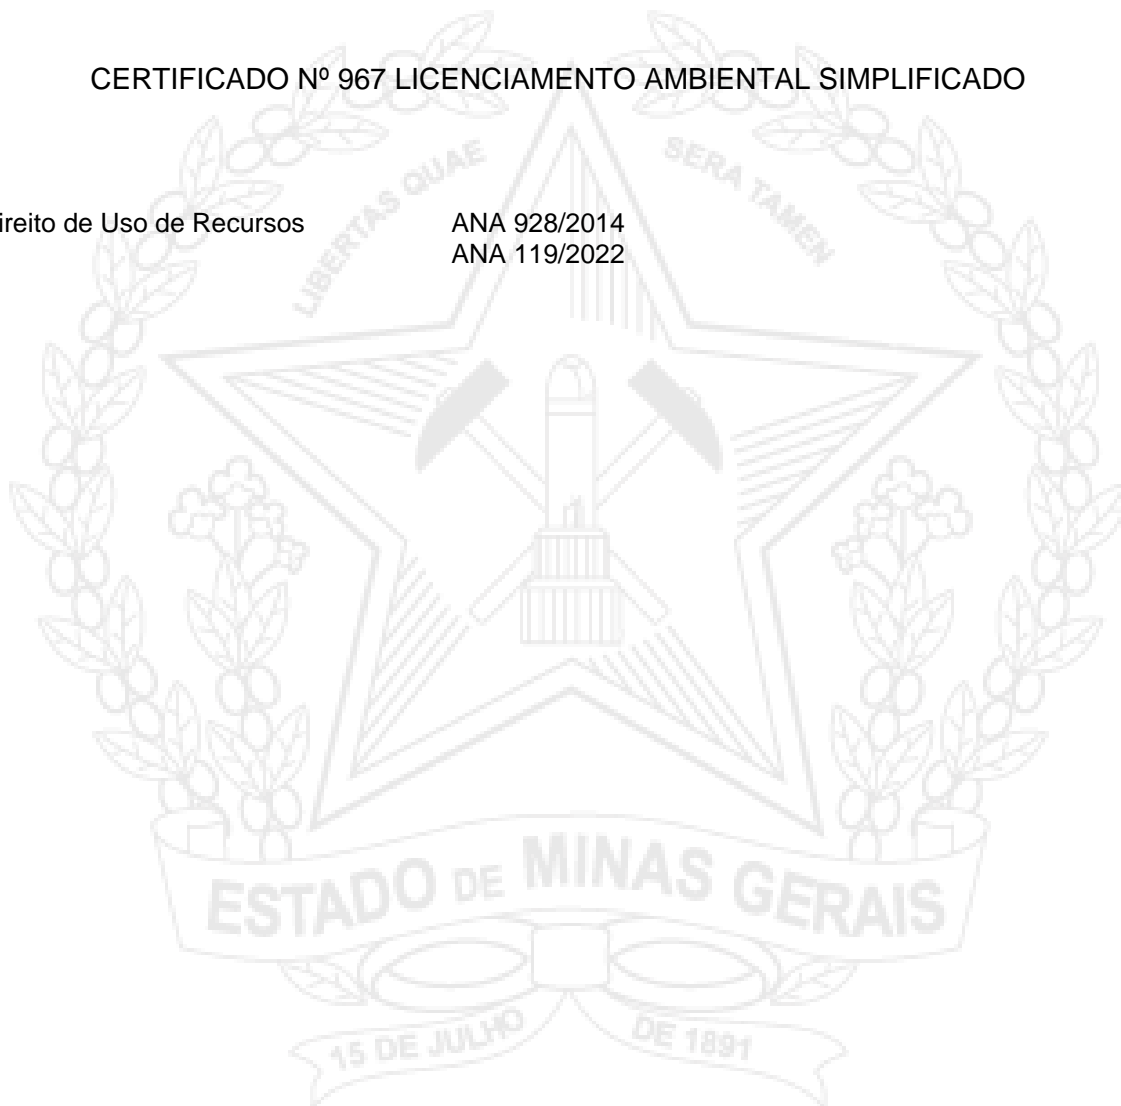 CERTIFICADO Nº 967 LICENCIAMENTO AMBIENTAL SIMPLIFICADO
LIBERTAS QUAE SERA TAMEN
ireito de Uso de Recursos ANA 928/2014
ANA 119/2022
ESTADO DE MINAS GERAIS
15 DE JULHO DE 1891